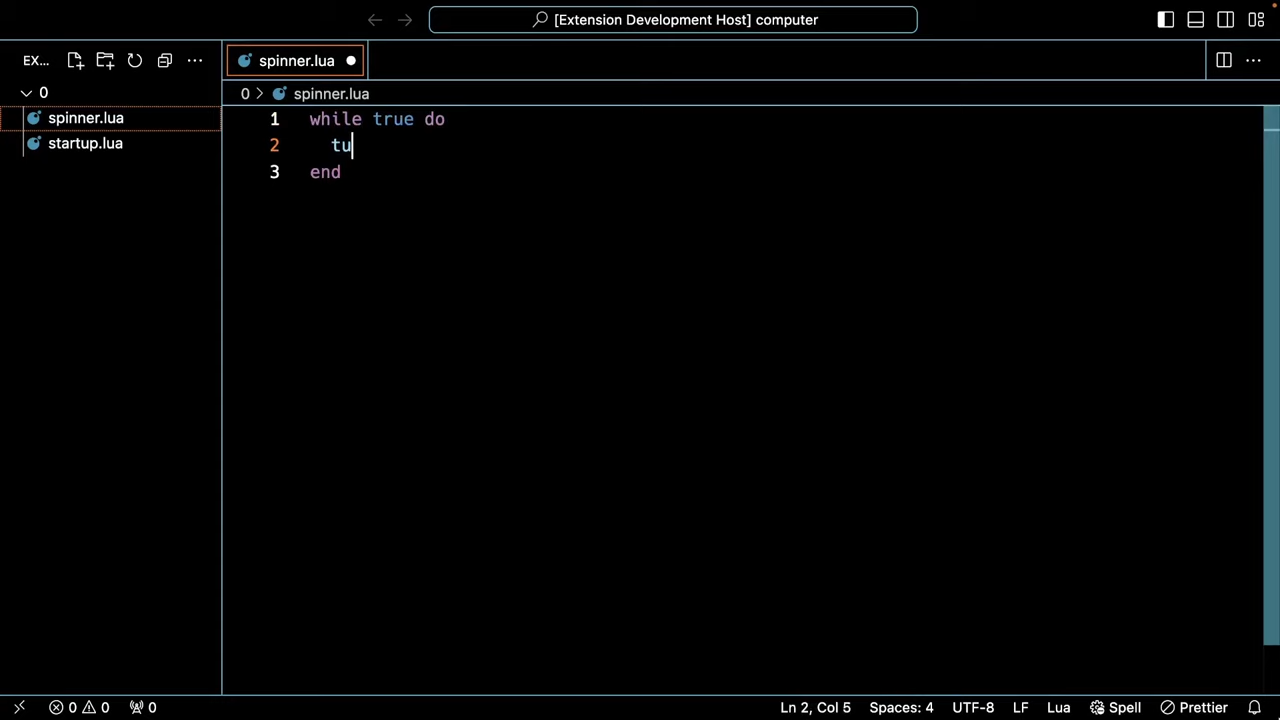 [Extension Development Host] computer
EX...
spinner.lua
0
0 > spinner.lua
spinner.lua
startup.lua
1 while true do
2 tu
3 end
0 0 0
Ln 2, Col 5 Spaces: 4 UTF-8 LF Lua Spell Prettier